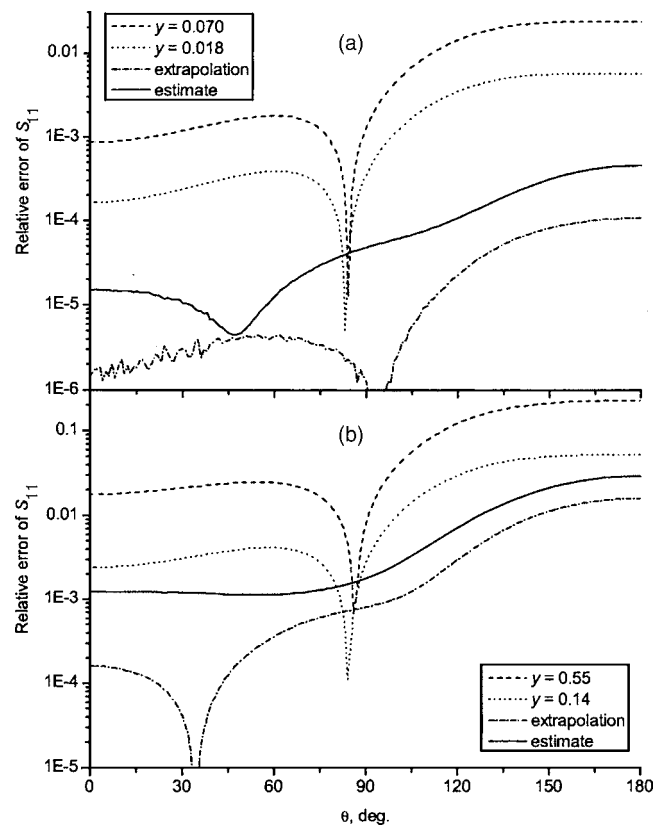 y = 0.070
y = 0.018
extrapolation
estimate
(a)
Relative error of S11
0.01
1E-3
1E-4
1E-5
1E-6
(b)
Relative error of S11
0.1
0.01
1E-3
1E-4
1E-5
y = 0.55
y = 0.14
extrapolation
estimate
0 30 60 90 120 150 180
θ, deg.